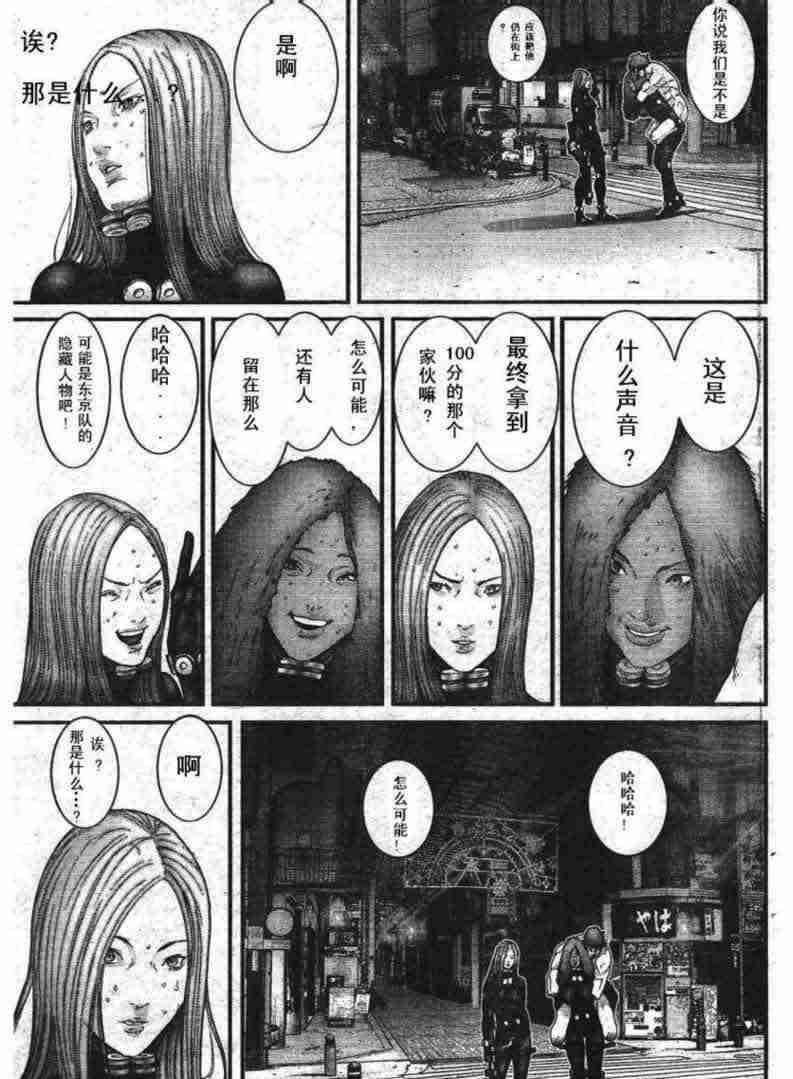 你说我们是不是
应该把他
仍在街上
?
是啊
诶?
那是什么...?
这是
什么声音?
最终拿到
100
分的那个
家伙嘛?
怎么可能,
还有人
留在那么
哈哈哈...
可能是东京队的
隐藏人物吧!
哈哈哈!
怎么可能!
やは
啊
诶?
那是什么...?